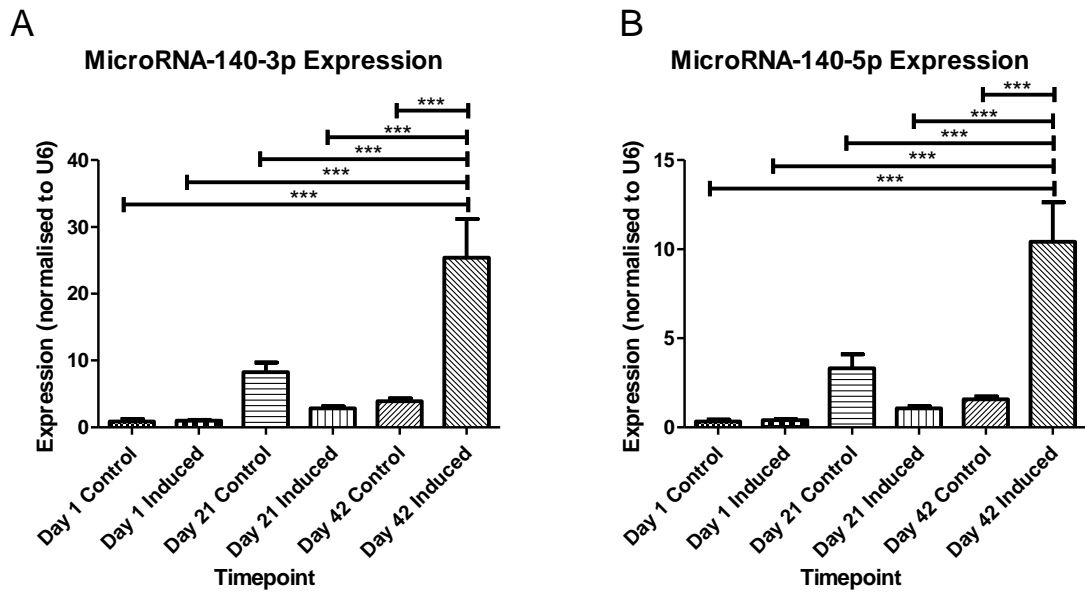 A
MicroRNA-140-3p Expression
***
***
***
***
***
Expression (normalised to U6)
40
30
20
10
0
Day 1 Control
Day 1 Induced
Day 21 Control
Day 21 Induced
Day 42 Control
Day 42 Induced
Timepoint
B
MicroRNA-140-5p Expression
***
***
***
***
***
Expression (normalised to U6)
15
10
5
0
Day 1 Control
Day 1 Induced
Day 21 Control
Day 21 Induced
Day 42 Control
Day 42 Induced
Timepoint